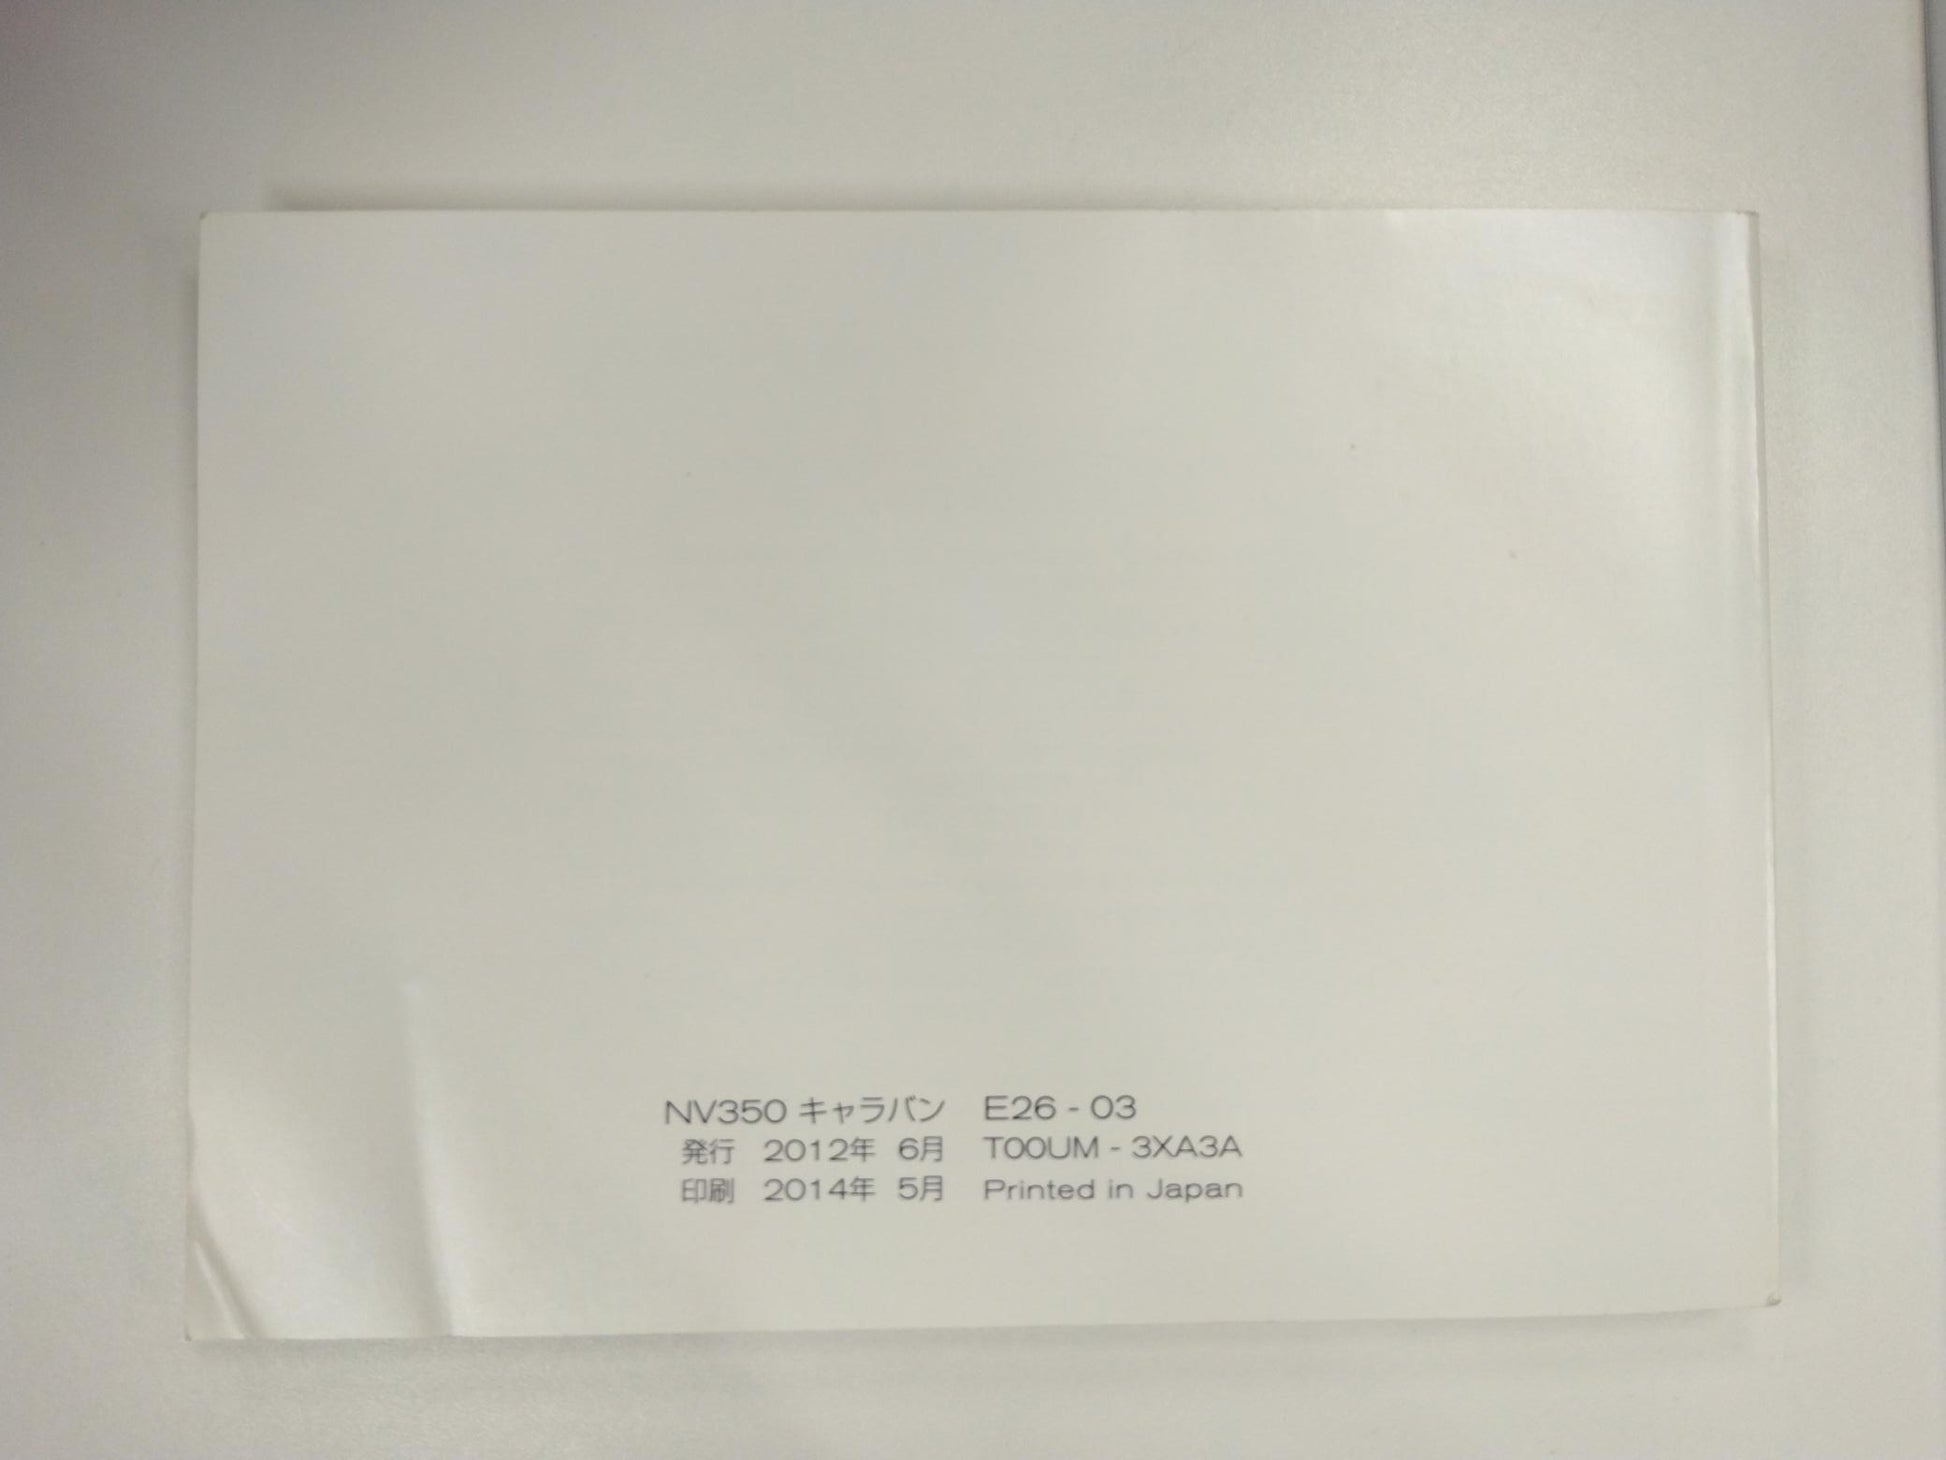 NV350 キャラバン E26 - 03
発行 2012年 6月 T00UM - 3XA3A
印刷 2014年 5月 Printed in Japan